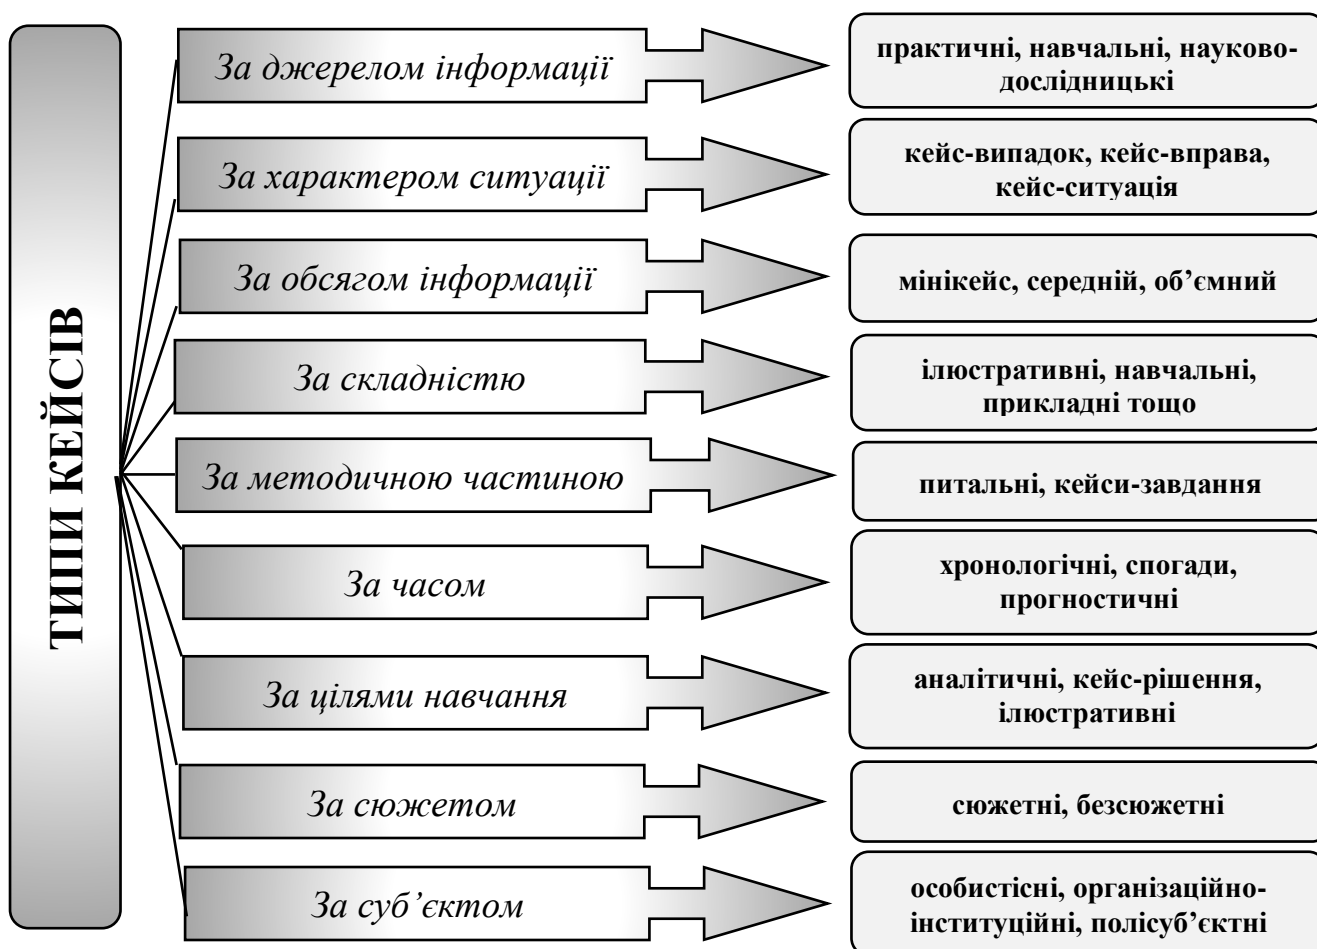 ТИПИ КЕЙСІВ
За джерелом інформації
практичні, навчальні, науково-
дослідницькі
За характером ситуації
кейс-випадок, кейс-вправа,
кейс-ситуація
За обсягом інформації
мінікейс, середній, об’ємний
За складністю
ілюстративні, навчальні,
прикладні тощо
За методичною частиною
питальні, кейси-завдання
За часом
хронологічні, спогади,
прогностичні
За цілями навчання
аналітичні, кейс-рішення,
ілюстративні
За сюжетом
сюжетні, безсюжетні
За суб’єктом
особистісні, організаційно-
інституційні, полісуб’єктні